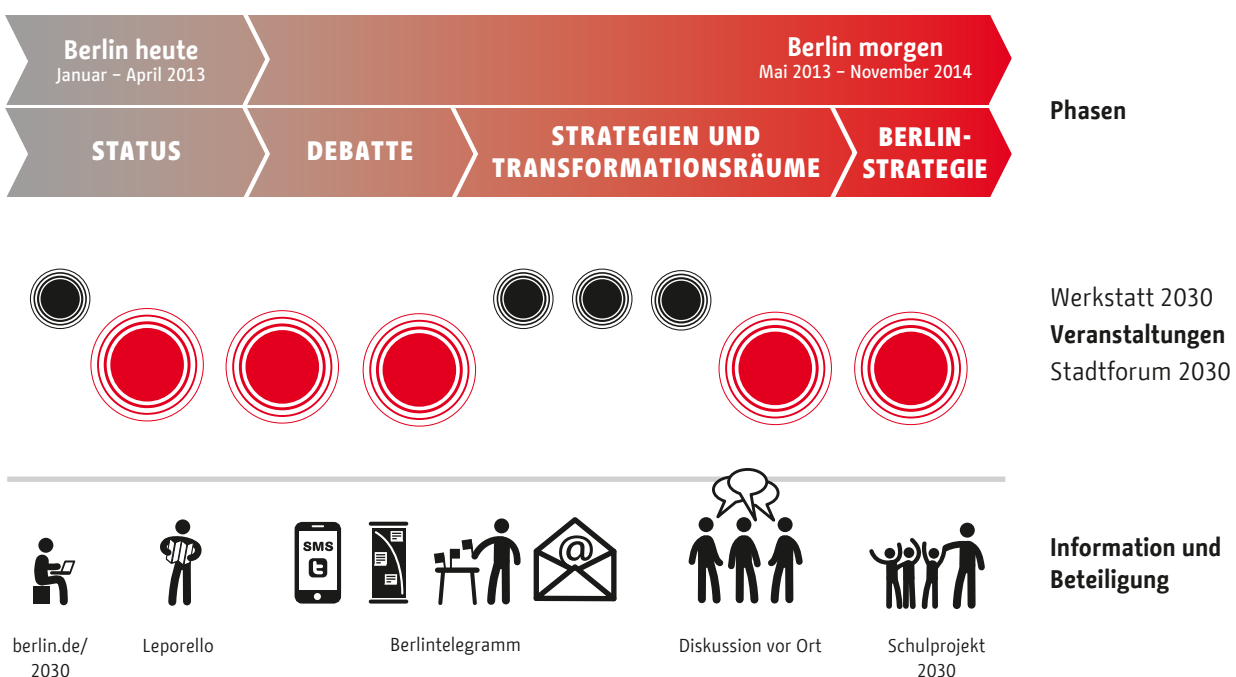 Berlin heute
Januar – April 2013
Berlin morgen
Mai 2013 – November 2014
Phasen
STATUS
DEBATTE
STRATEGIEN UND
TRANSFORMATIONSRÄUME
BERLIN-
STRATEGIE
Werkstatt 2030
Veranstaltungen
Stadtforum 2030
SMS
@
Information und
Beteiligung
berlin.de/
2030
Leporello
Berlintelegramm
Diskussion vor Ort
Schulprojekt
2030